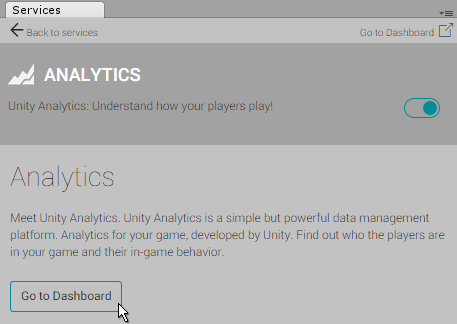 Services
Back to services
Go to Dashboard
ANALYTICS
Unity Analytics: Understand how your players play!
Analytics
Meet Unity Analytics. Unity Analytics is a simple but powerful data management
platform. Analytics for your game, developed by Unity. Find out who the players are
in your game and their in-game behavior.
Go to Dashboard